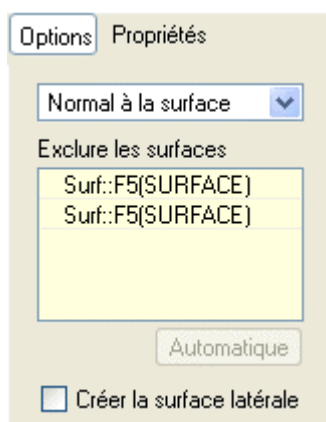 Options Propriétés
Normal à la surface
Exclure les surfaces
Surf::F5(SURFACE)
Surf::F5(SURFACE)
Automatique
Créer la surface latérale